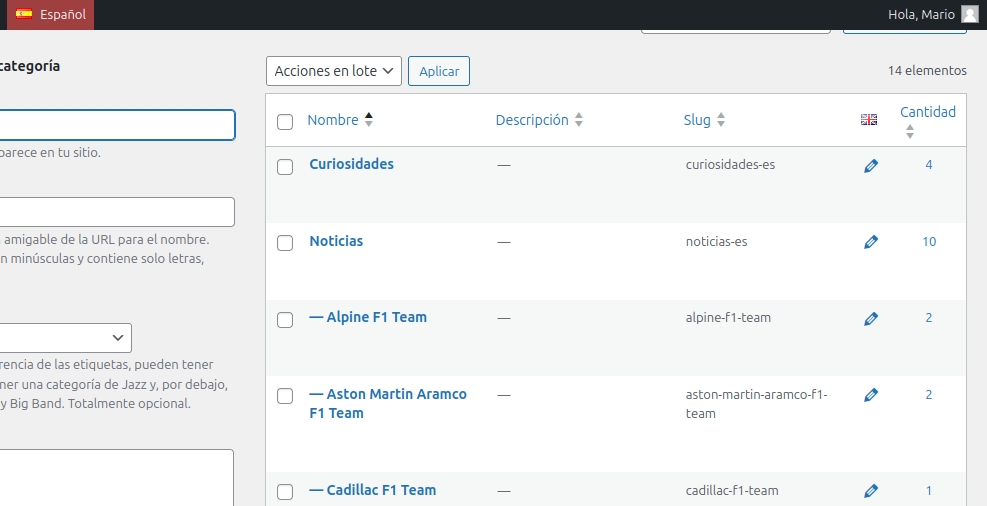 Español
Hola, Mario
categoría
parece en tu sitio.
amigable de la URL para el nombre.
n minúsculas y contiene solo letras,
rencia de las etiquetas, pueden tener
ner una categoría de Jazz y, por debajo,
y Big Band. Totalmente opcional.
Acciones en lote
Aplicar
14 elementos
Nombre Descripción Slug Cantidad
Curiosidades — curiosidades-es 4
Noticias — noticias-es 10
— Alpine F1 Team — alpine-f1-team 2
— Aston Martin Aramco — aston-martin-aramco-f1- 2
F1 Team team
— Cadillac F1 Team — cadillac-f1-team 1